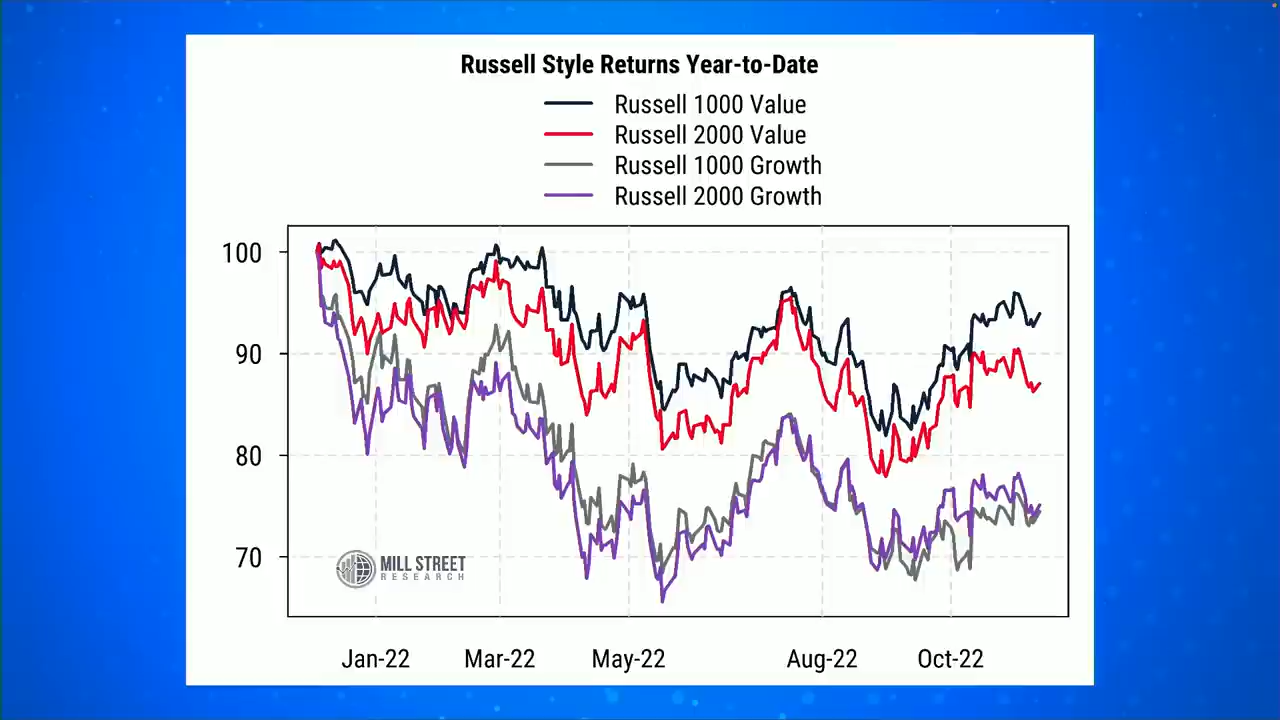 Russell Style Returns Year-to-Date
Russell 1000 Value
Russell 2000 Value
Russell 1000 Growth
Russell 2000 Growth
100
90
80
70
MILL STREET
RESEARCH
Jan-22 Mar-22 May-22 Aug-22 Oct-22